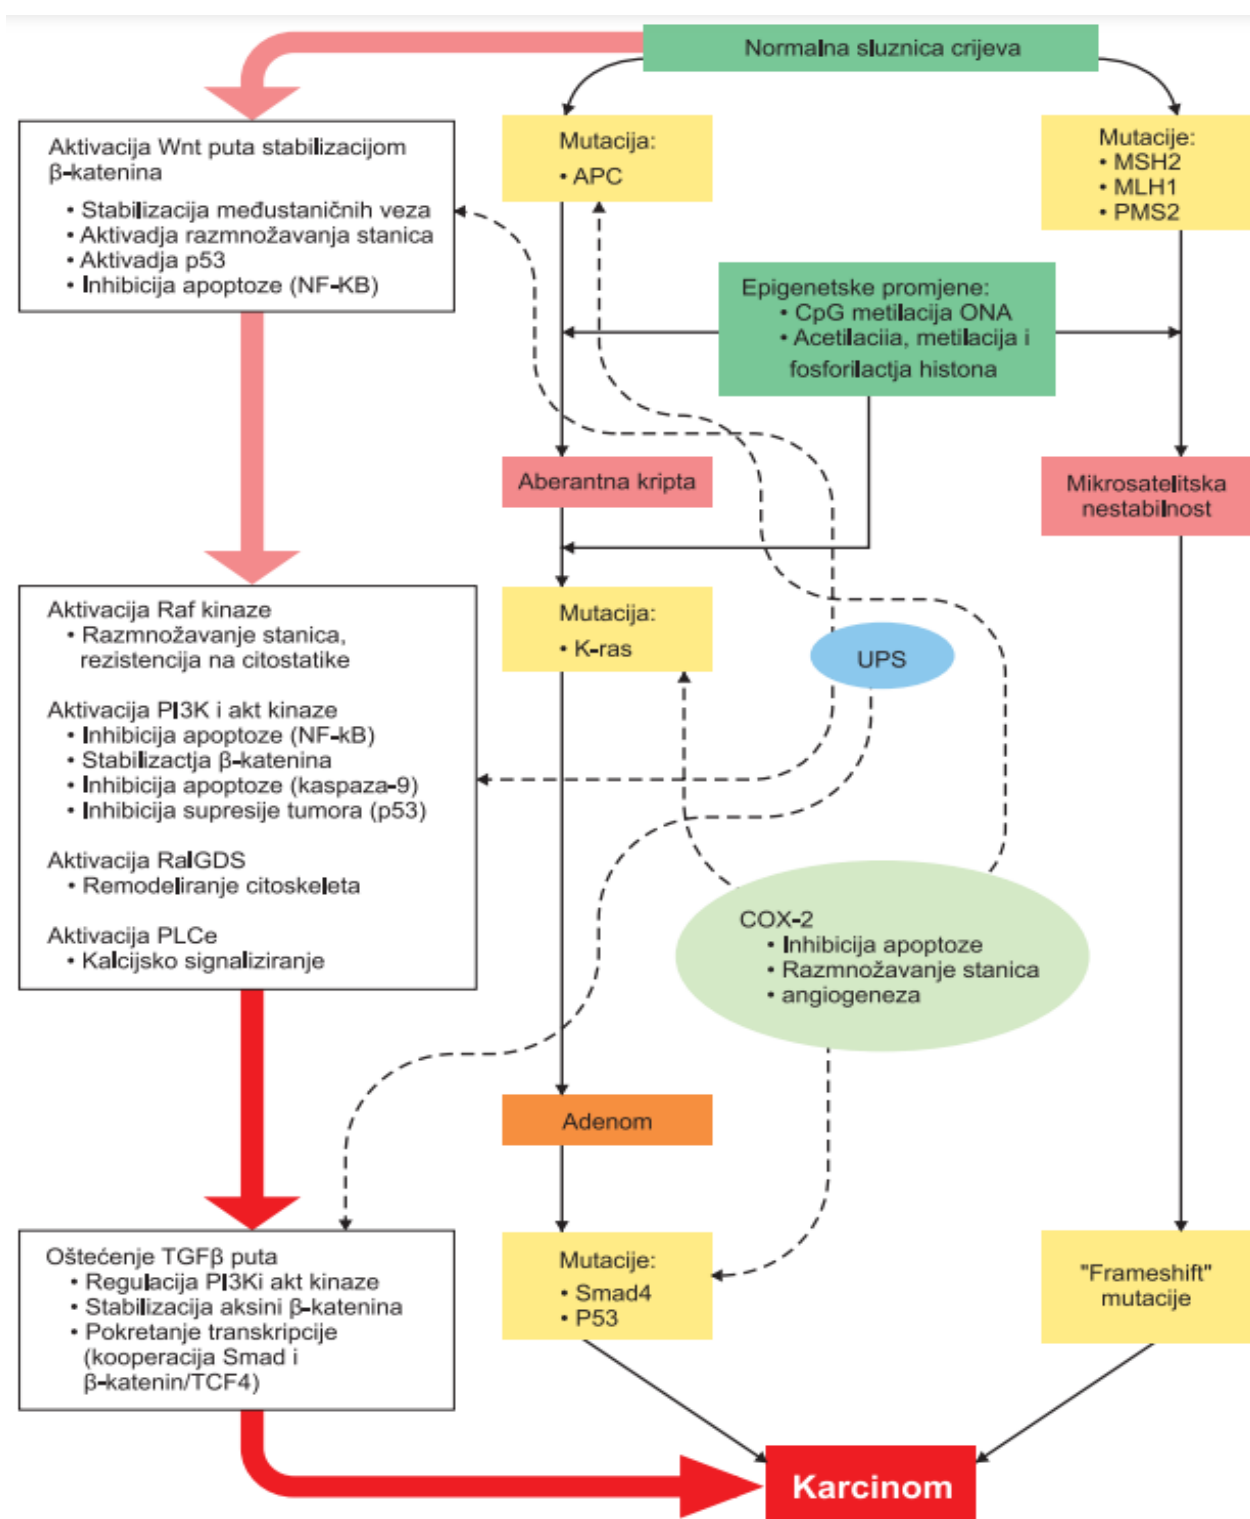 Normalna sluznica crijeva
Aktivacija Wnt puta stabilizacijom
β-katenina
• Stabilizacija međustaničnih veza
• Aktivadja razmnožavanja stanica
• Aktivadja p53
• Inhibicija apoptoze (NF-KB)
Mutacija:
• APC
Mutacije:
• MSH2
• MLH1
• PMS2
Epigenetske promjene:
• CpG metilacija ONA
• Acetilaciia, metilacija i
fosforilactja histona
Aberantna kripta
Mikrosatelitska
nestabilnost
Aktivacija Raf kinaze
• Razmnožavanje stanica,
rezistencija na citostatike
Aktivacija PI3K i akt kinaze
• Inhibicija apoptoze (NF-kB)
• Stabilizactja β-katenina
• Inhibicija apoptoze (kaspaza-9)
• Inhibicija supresije tumora (p53)
Aktivacija RalGDS
• Remodeliranje citoskeleta
Aktivacija PLCe
• Kalcijsko signaliziranje
Mutacija:
• K-ras
UPS
COX-2
• Inhibicija apoptoze
• Razmnožavanje stanica
• angiogeneza
Adenom
Oštećenje TGFβ puta
• Regulacija PI3Ki akt kinaze
• Stabilizacija aksini β-katenina
• Pokretanje transkripcije
(kooperacija Smad i
β-katenin/TCF4)
Mutacije:
• Smad4
• P53
"Frameshift"
mutacije
Karcinom